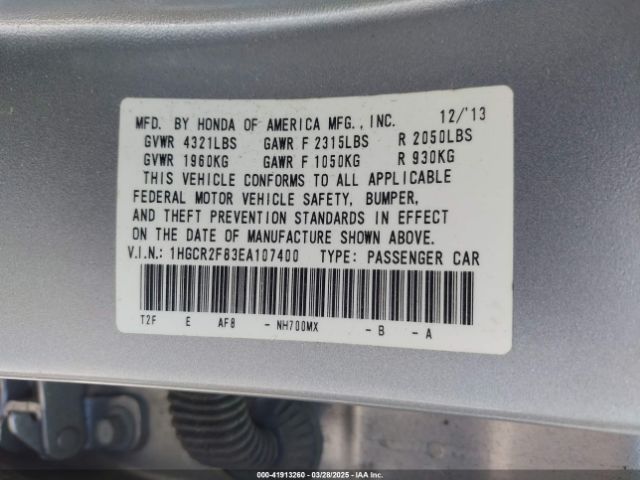 MFD. BY HONDA OF AMERICA MFG., INC. 12/'13
GVWR 4321LBS GAWR F 2315LBS R 2050LBS
GVWR 1960KG GAWR F 1050KG R 930KG
THIS VEHICLE CONFORMS TO ALL APPLICABLE
FEDERAL MOTOR VEHICLE SAFETY, BUMPER,
AND THEFT PREVENTION STANDARDS IN EFFECT
ON THE DATE OF MANUFACTURE SHOWN ABOVE.
V.I.N.: 1HGCR2F83EA107400 TYPE: PASSENGER CAR
T2F E AF8 - NH700MX - B - A
000-41913260 - 03/28/2025 - IAAI.COM